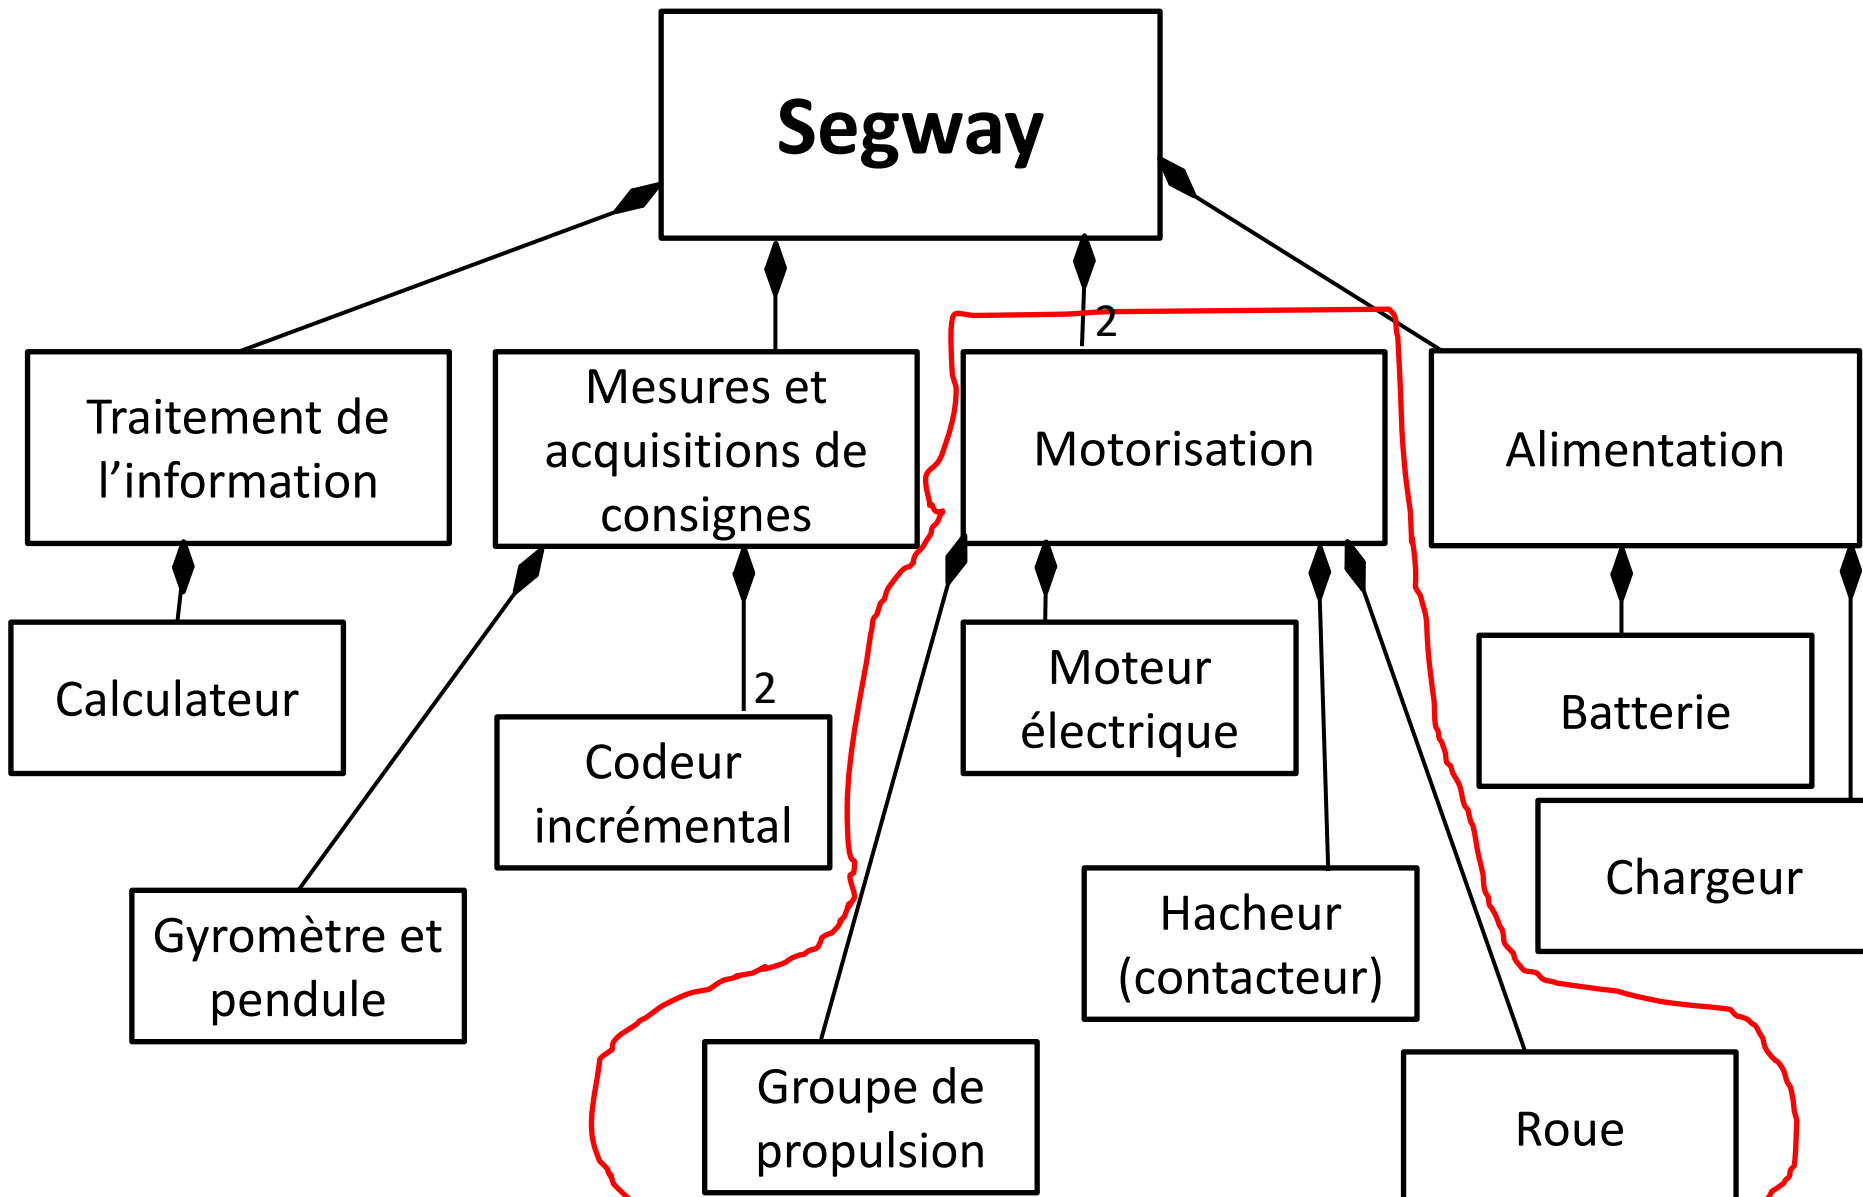 Segway
2
Traitement de
l’information
Mesures et
acquisitions de
consignes
Motorisation
Alimentation
Calculateur
2
Moteur
électrique
Batterie
Codeur
incrémental
Chargeur
Gyromètre et
pendule
Hacheur
(contacteur)
Groupe de
propulsion
Roue